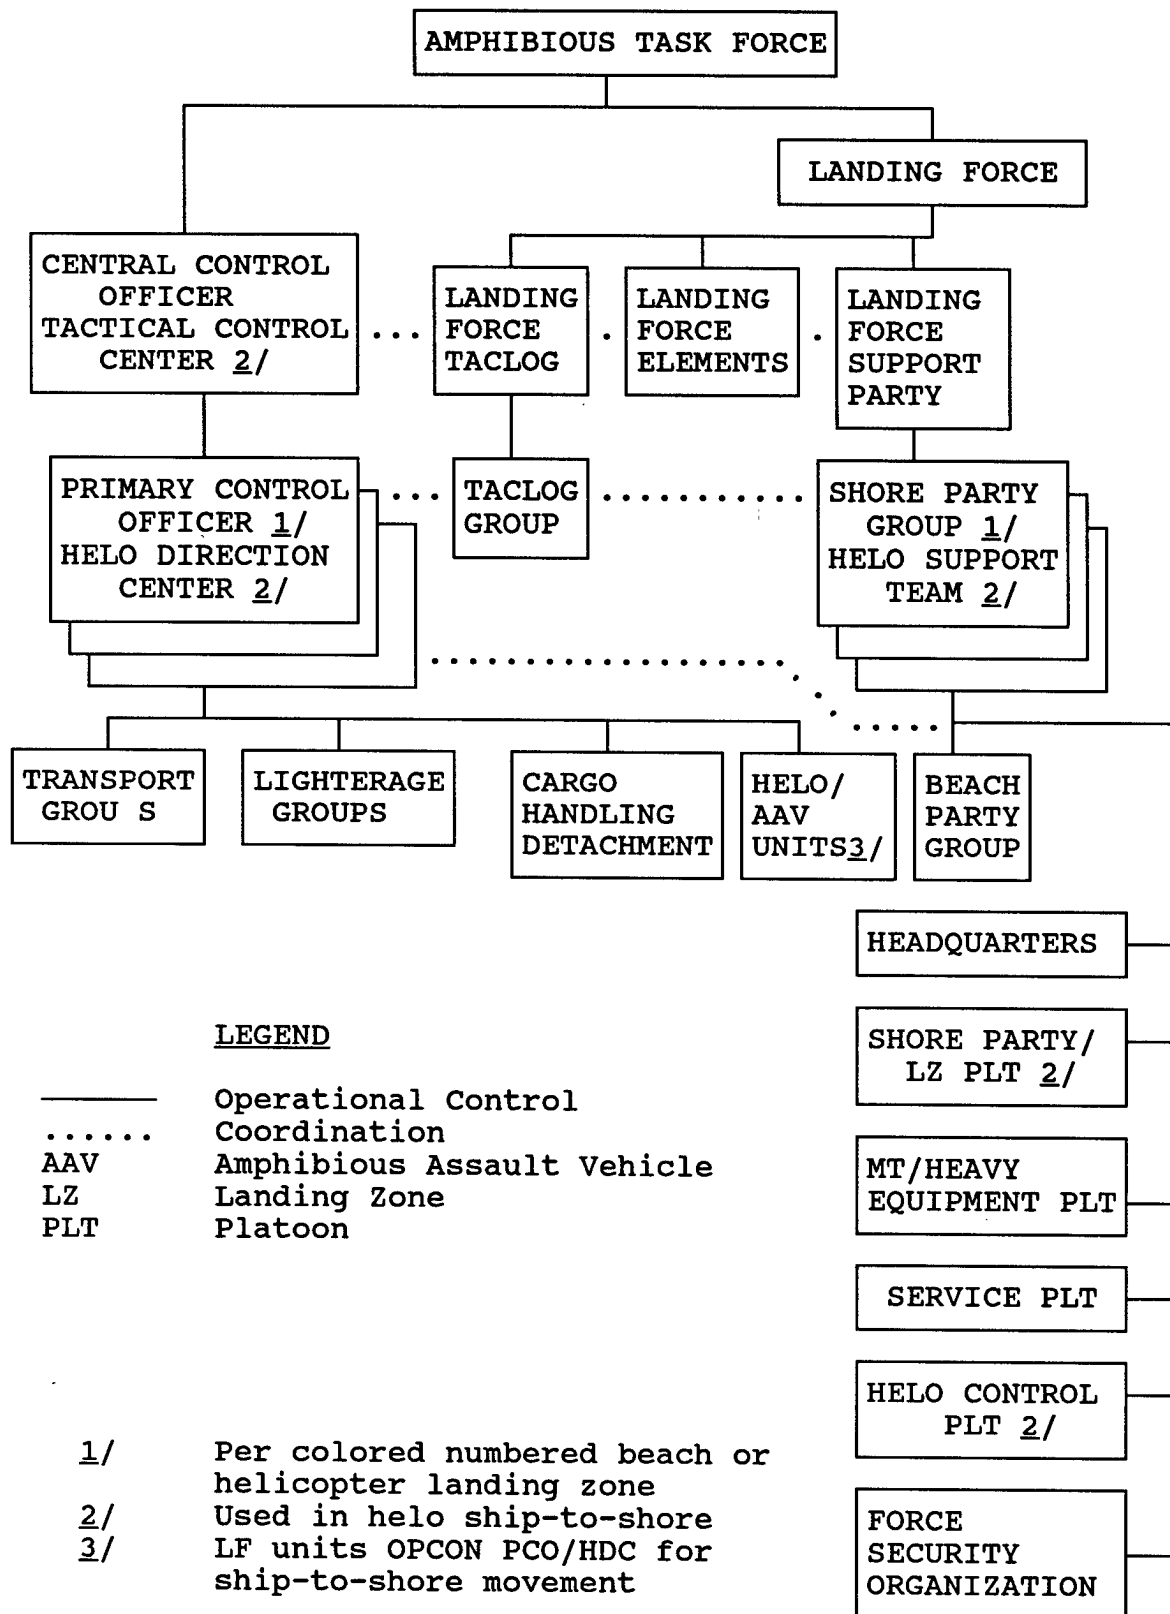 AMPHIBIOUS TASK FORCE
LANDING FORCE
CENTRAL CONTROL
OFFICER
TACTICAL CONTROL
CENTER 2/
LANDING
FORCE
TACLOG
LANDING
FORCE
ELEMENTS
LANDING
FORCE
SUPPORT
PARTY
PRIMARY CONTROL
OFFICER 1/
HELO DIRECTION
CENTER 2/
TACLOG
GROUP
SHORE PARTY
GROUP 1/
HELO SUPPORT
TEAM 2/
TRANSPORT
GROU S
LIGHTERAGE
GROUPS
CARGO
HANDLING
DETACHMENT
HELO/
AAV
UNITS3/
BEACH
PARTY
GROUP
HEADQUARTERS
SHORE PARTY/
LZ PLT 2/
MT/HEAVY
EQUIPMENT PLT
SERVICE PLT
HELO CONTROL
PLT 2/
FORCE
SECURITY
ORGANIZATION
LEGEND
Operational Control
...... Coordination
AAV Amphibious Assault Vehicle
LZ Landing Zone
PLT Platoon
1/ Per colored numbered beach or
helicopter landing zone
2/ Used in helo ship-to-shore
3/ LF units OPCON PCO/HDC for
ship-to-shore movement